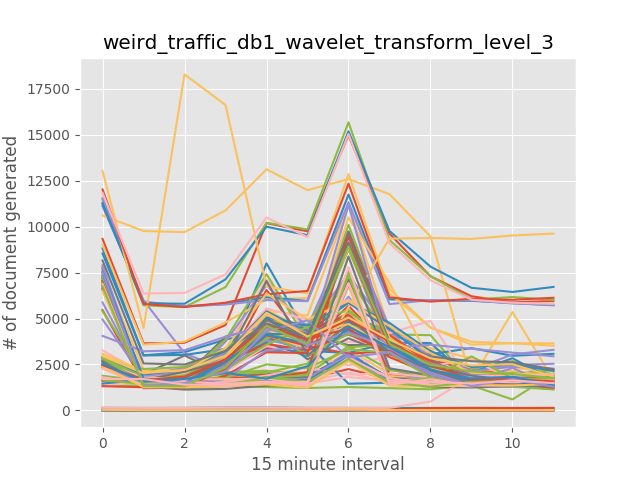 weird_traffic_db1_wavelet_transform_level_3
17500
15000
12500
10000
7500
5000
2500
0
# of document generated
0 2 4 6 8 10
15 minute interval